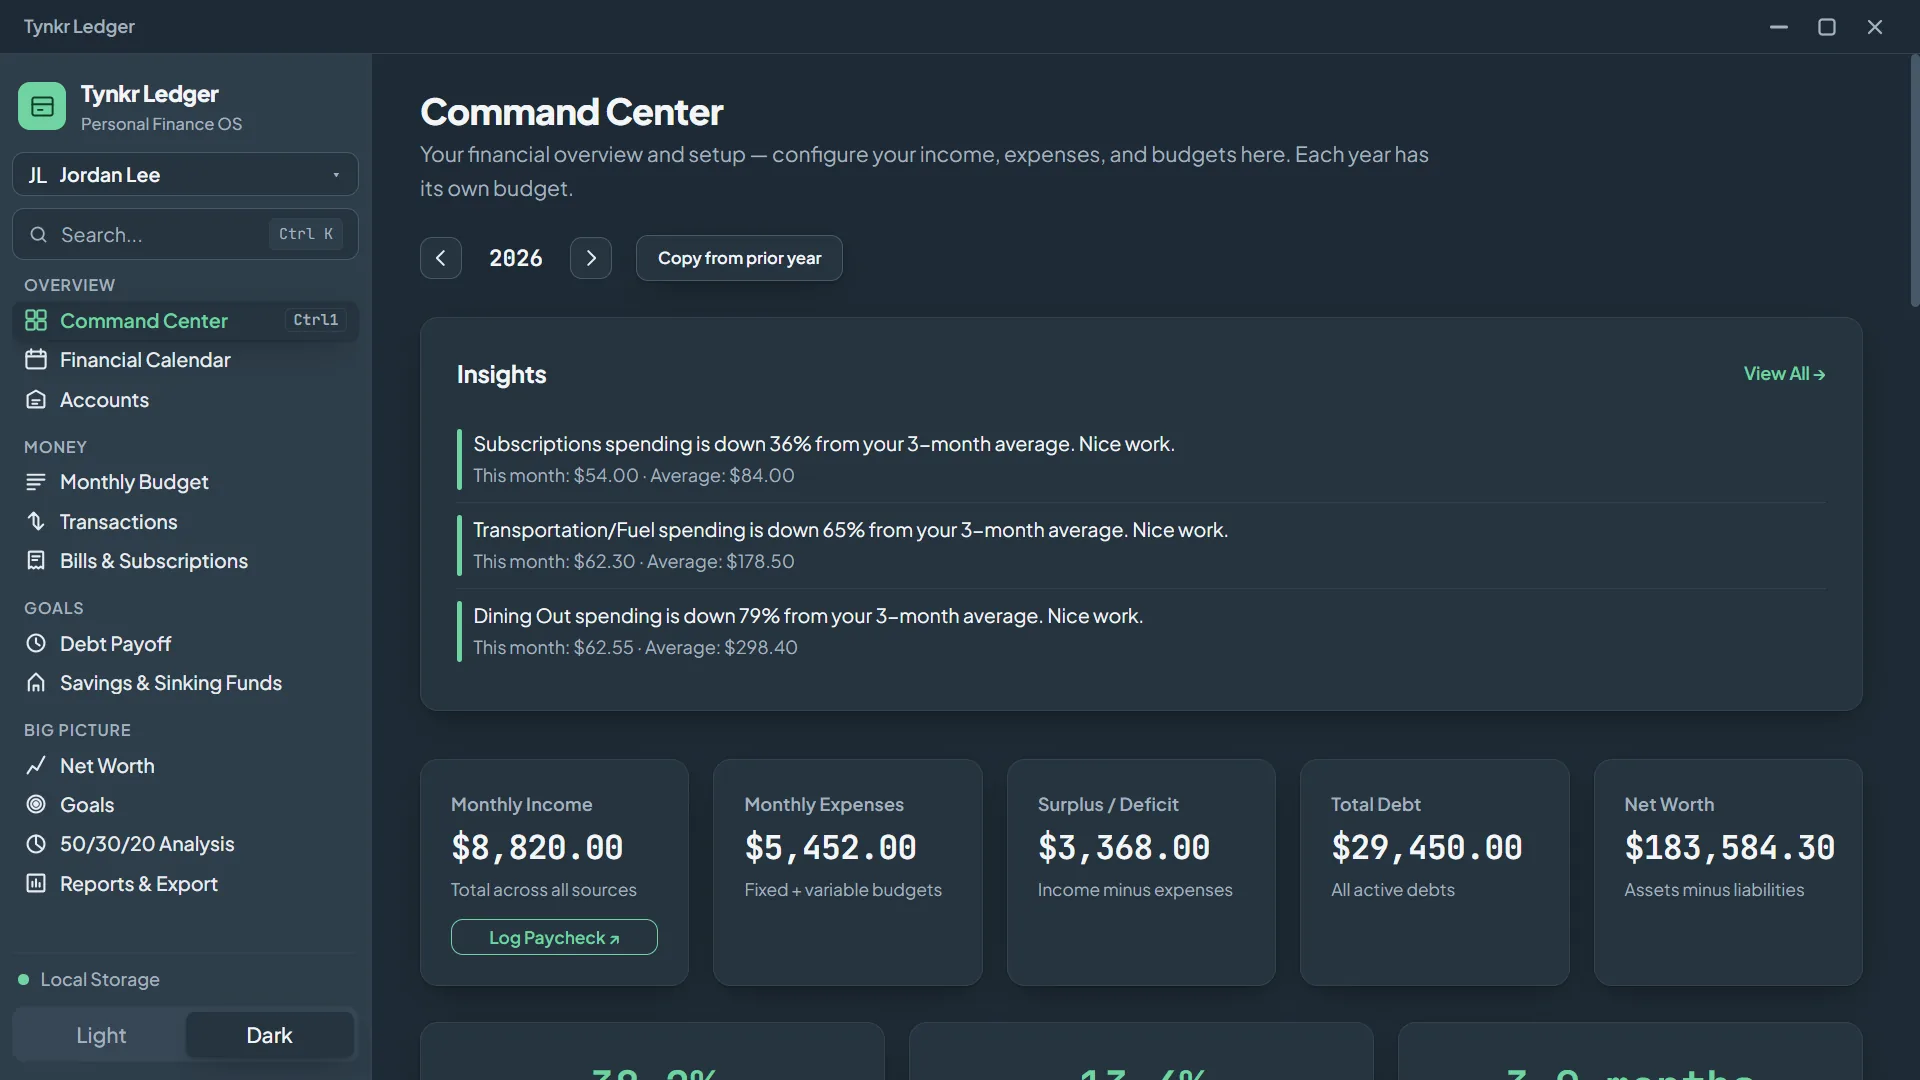 Tynkr Ledger
Tynkr Ledger
Personal Finance OS
JL Jordan Lee
Search... Ctrl K
OVERVIEW
Command Center Ctrl1
Financial Calendar
Accounts
MONEY
Monthly Budget
Transactions
Bills & Subscriptions
GOALS
Debt Payoff
Savings & Sinking Funds
BIG PICTURE
Net Worth
Goals
50/30/20 Analysis
Reports & Export
Local Storage
Light Dark
Command Center
Your financial overview and setup — configure your income, expenses, and budgets here. Each year has
its own budget.
2026 Copy from prior year
Insights View All →
Subscriptions spending is down 36% from your 3-month average. Nice work.
This month: $54.00 · Average: $84.00
Transportation/Fuel spending is down 65% from your 3-month average. Nice work.
This month: $62.30 · Average: $178.50
Dining Out spending is down 79% from your 3-month average. Nice work.
This month: $62.55 · Average: $298.40
Monthly Income
$8,820.00
Total across all sources
Log Paycheck ↗
Monthly Expenses
$5,452.00
Fixed + variable budgets
Surplus / Deficit
$3,368.00
Income minus expenses
Total Debt
$29,450.00
All active debts
Net Worth
$183,584.30
Assets minus liabilities